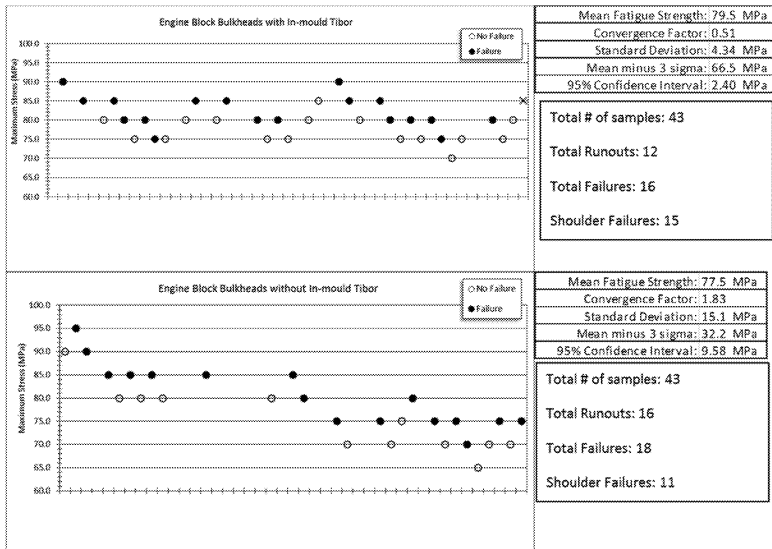 Engine Block Bulkheads with In-mould Tibor
No Failure
Failure
Maximum Stress (MPa)
100.0
95.0
90.0
85.0
80.0
75.0
70.0
65.0
60.0
Mean Fatigue Strength: 79.5 MPa
Convergence Factor: 0.51
Standard Deviation: 4.34 MPa
Mean minus 3 sigma: 66.5 MPa
95% Confidence Interval: 2.40 MPa
Total # of samples: 43
Total Runouts: 12
Total Failures: 16
Shoulder Failures: 15
Engine Block Bulkheads without In-mould Tibor
No Failure
Failure
Maximum Stress (MPa)
100.0
95.0
90.0
85.0
80.0
75.0
70.0
65.0
60.0
Mean Fatigue Strength: 77.5 MPa
Convergence Factor: 1.83
Standard Deviation: 15.1 MPa
Mean minus 3 sigma: 32.2 MPa
95% Confidence Interval: 9.58 MPa
Total # of samples: 43
Total Runouts: 16
Total Failures: 18
Shoulder Failures: 11